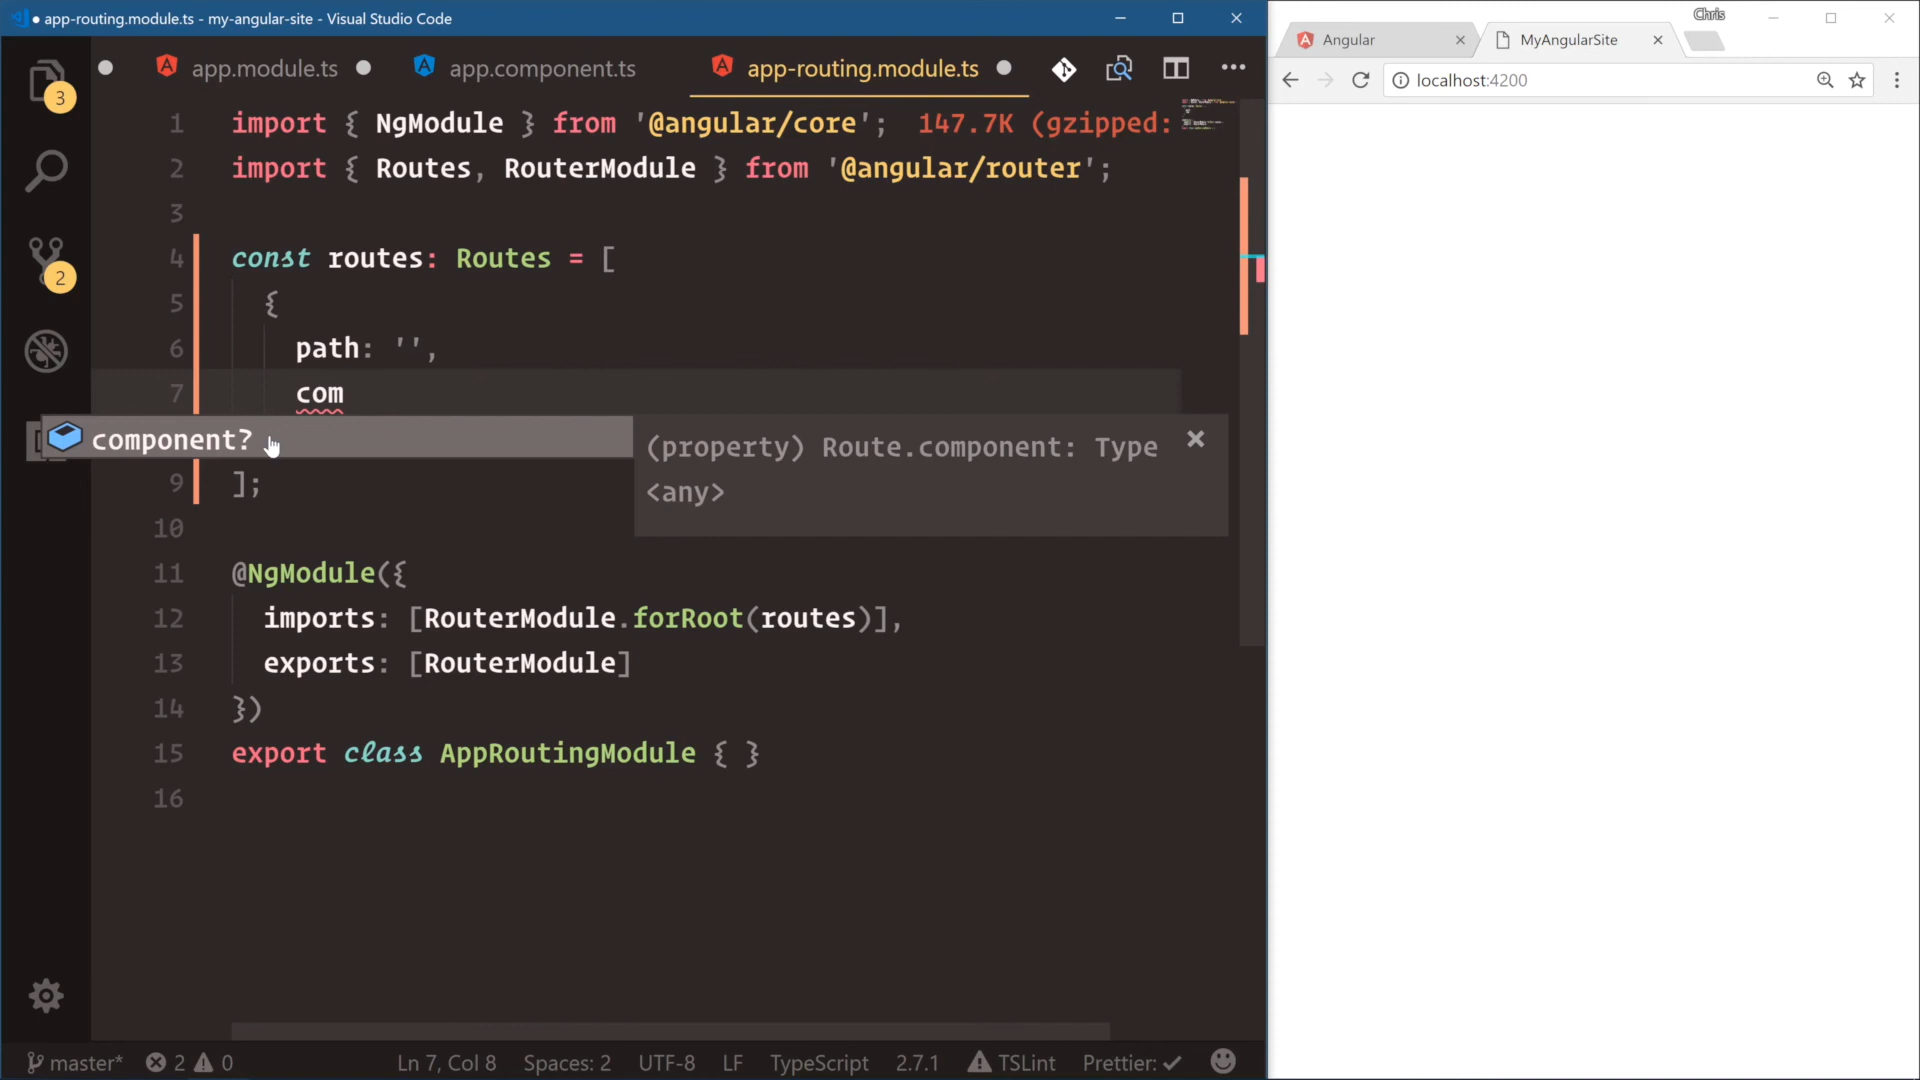 app-routing.module.ts - my-angular-site - Visual Studio Code
app.module.ts
app.component.ts
app-routing.module.ts
1 import { NgModule } from '@angular/core'; 147.7K (gzipped:
2 import { Routes, RouterModule } from '@angular/router';
3
4 const routes: Routes = [
5 {
6 path: '',
7 com
component?
(property) Route.component: Type
<any>
9 ];
10
11 @NgModule({
12 imports: [RouterModule.forRoot(routes)],
13 exports: [RouterModule]
14 })
15 export class AppRoutingModule { }
16
3
2
master* 2 0 Ln 7, Col 8 Spaces: 2 UTF-8 LF TypeScript 2.7.1 TSLint Prettier: ✓
Chris
Angular
MyAngularSite
localhost:4200